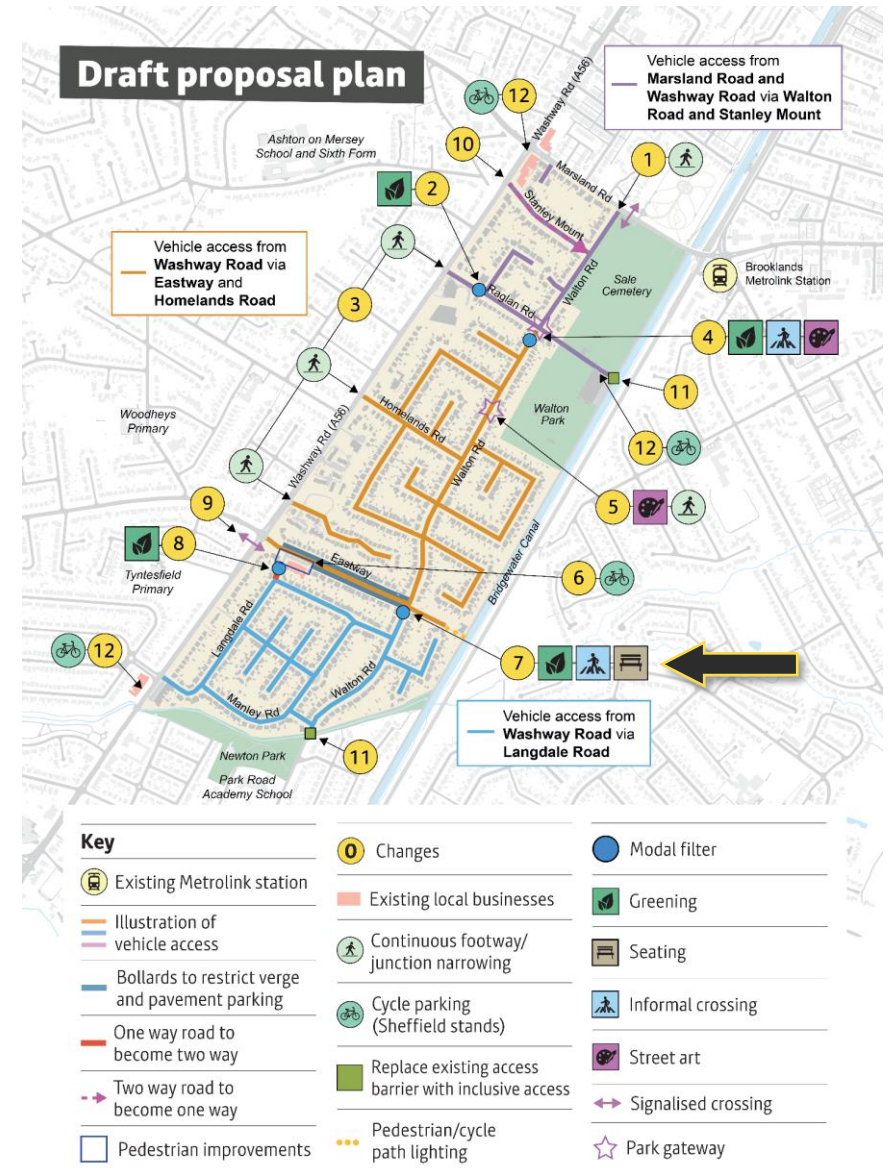 Draft proposal plan
Vehicle access from
Marsland Road and
Washway Road via Walton
Road and Stanley Mount
12
Washway Rd (A56)
Ashton on Mersey
School and Sixth Form
10
Marsland Rd
1
2
Stanley Mount
Vehicle access from
Washway Road via
Eastway and
Homelands Road
Walton Rd
Sale
Cemetery
Brooklands
Metrolink Station
3
Raglan Rd
4
11
Woodheys
Primary
Homelands Rd
Walton
Park
Washway Rd (A56)
Walton Rd
12
5
9
8
Eastway
Bridgewater Canal
6
Tyntesfield
Primary
Langdale Rd
12
7
Walton Rd
Manley Rd
Vehicle access from
Washway Road via
Langdale Road
Newton Park
11
Park Road
Academy School
Key
Existing Metrolink station
Illustration of
vehicle access
Bollards to restrict verge
and pavement parking
One way road to
become two way
Two way road to
become one way
Pedestrian improvements
0 Changes
Existing local businesses
Continuous footway/
junction narrowing
Cycle parking
(Sheffield stands)
Replace existing access
barrier with inclusive access
Pedestrian/cycle
path lighting
Modal filter
Greening
Seating
Informal crossing
Street art
Signalised crossing
Park gateway